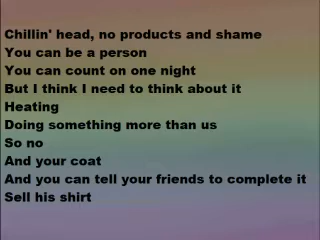 Chillin' head, no products and shame
You can be a person
You can count on one night
But I think I need to think about it
Heating
Doing something more than us
So no
And your coat
And you can tell your friends to complete it
Sell his shirt